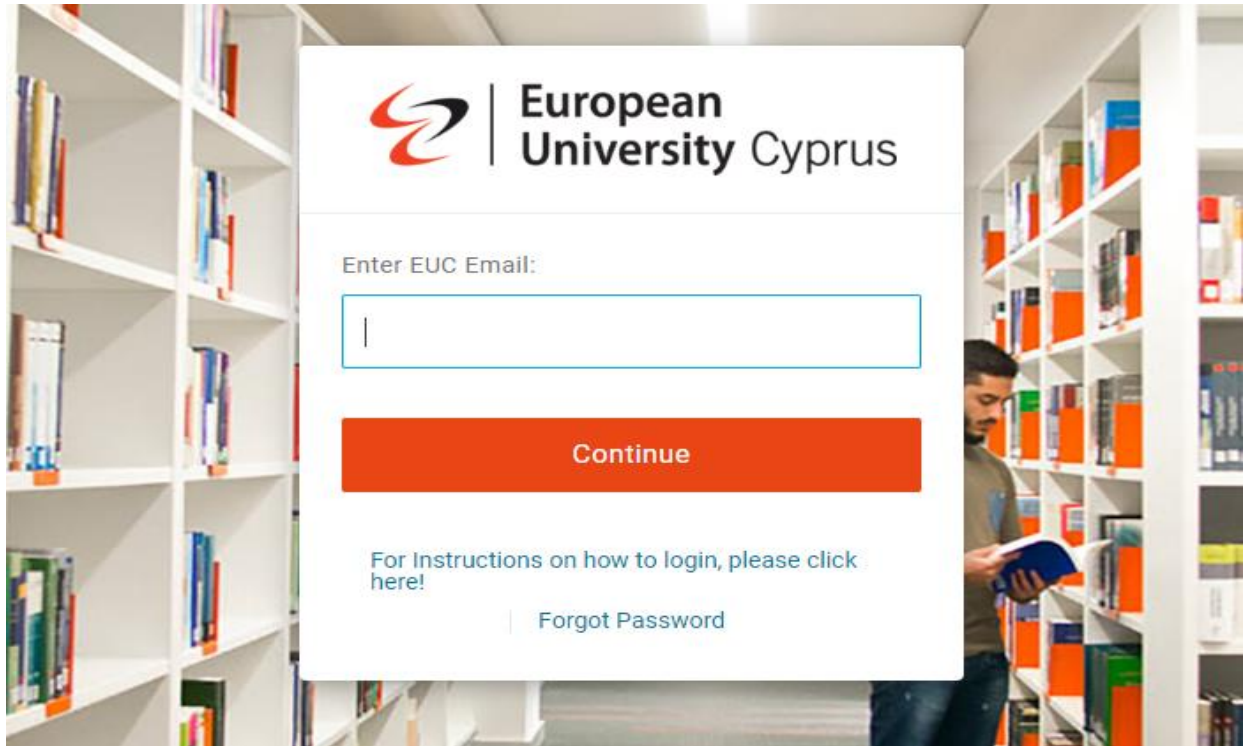 European
University Cyprus
Enter EUC Email:
Continue
For Instructions on how to login, please click
here!
Forgot Password